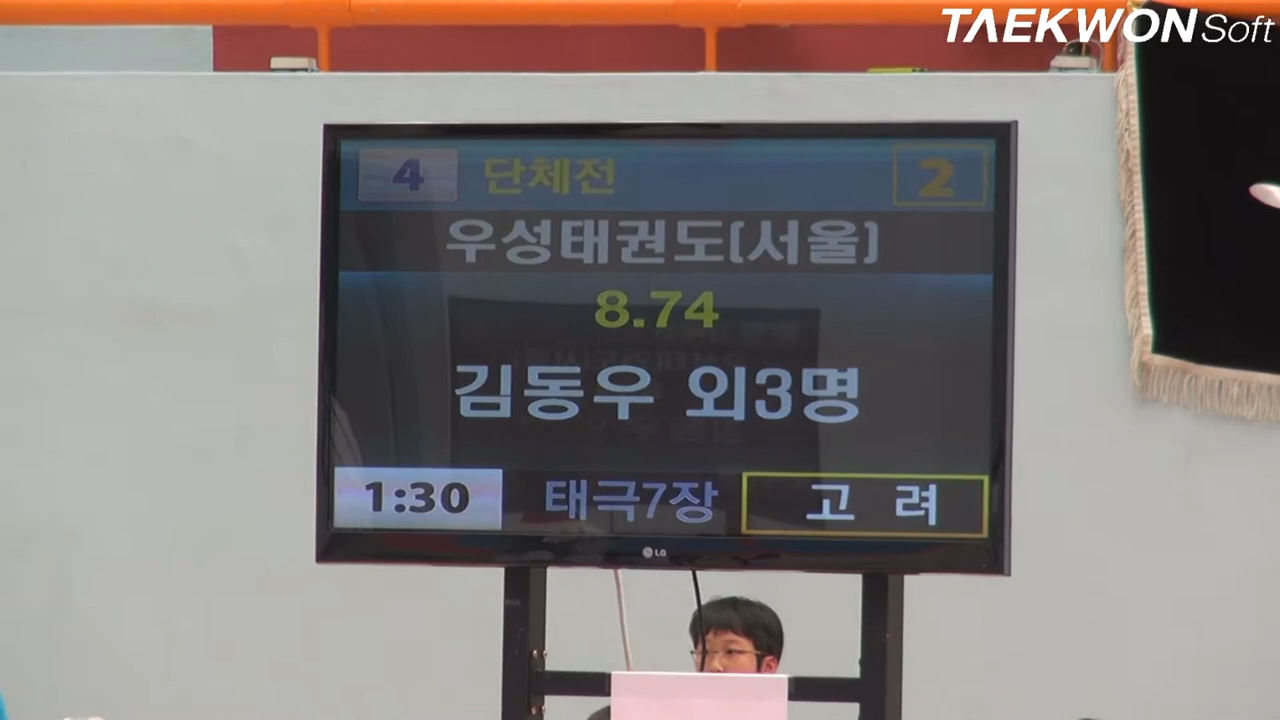 TAEKWON Soft
4 단체전 2
우성태권도(서울)
8.74
김동우 외3명
1:30 태극7장 고 려
LG